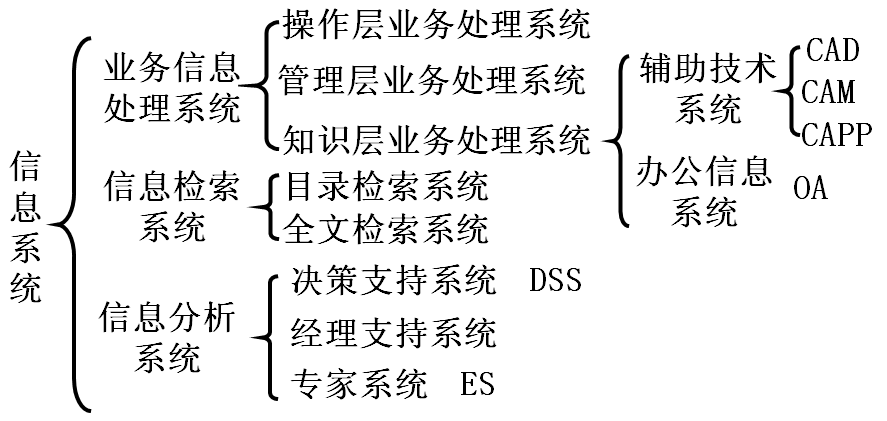 信息系统
业务信息
处理系统
操作层业务处理系统
管理层业务处理系统
知识层业务处理系统
辅助技术
系统
CAD
CAM
CAPP
办公信息
系统
OA
信息检索
系统
目录检索系统
全文检索系统
信息分析
系统
决策支持系统 DSS
经理支持系统
专家系统 ES